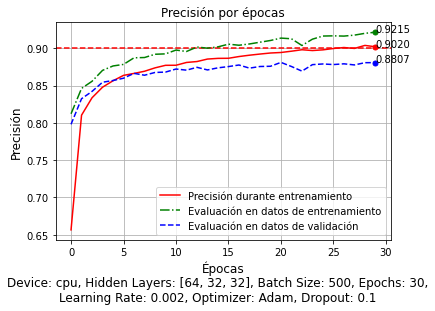 Precisión por épocas
Precisión
0.90
0.85
0.80
0.75
0.70
0.65
0.9215
0.9020
0.8807
Precisión durante entrenamiento
Evaluación en datos de entrenamiento
Evaluación en datos de validación
0
5
10
15
20
25
30
Épocas
Device: cpu, Hidden Layers: [64, 32, 32], Batch Size: 500, Epochs: 30,
Learning Rate: 0.002, Optimizer: Adam, Dropout: 0.1